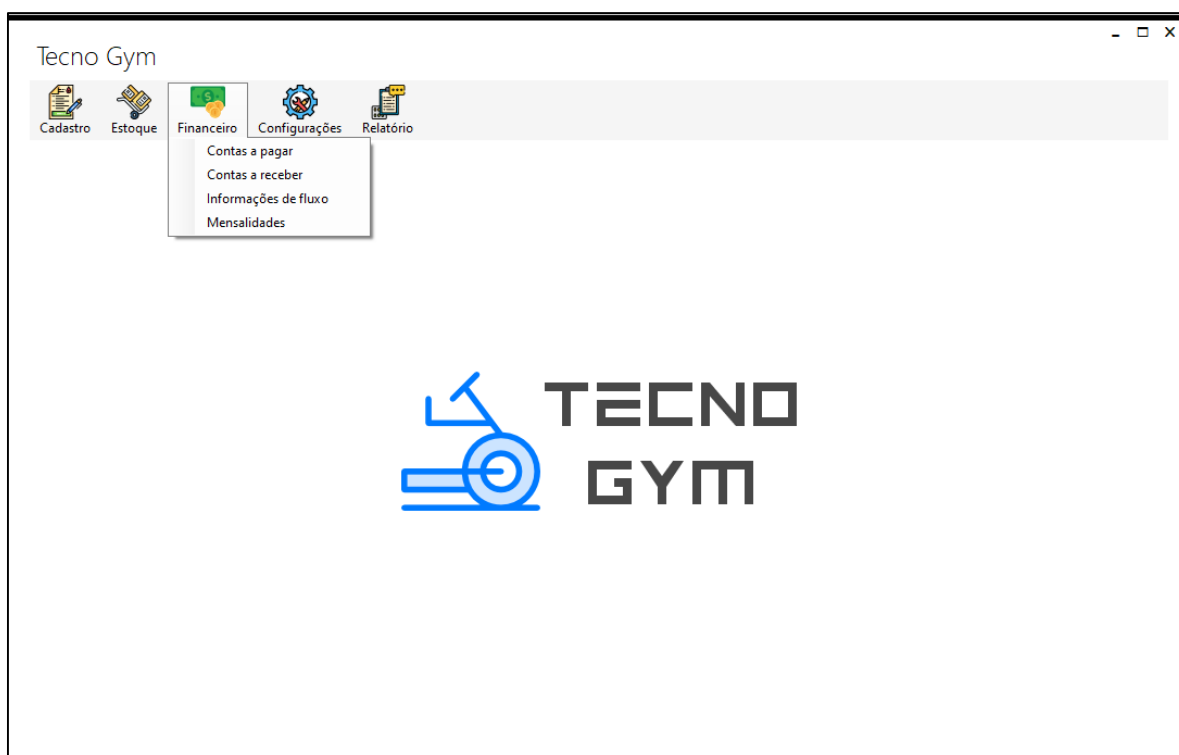 Tecno Gym
Cadastro Estoque Financeiro Configurações Relatório
Contas a pagar
Contas a receber
Informações de fluxo
Mensalidades
TECNO
GYM